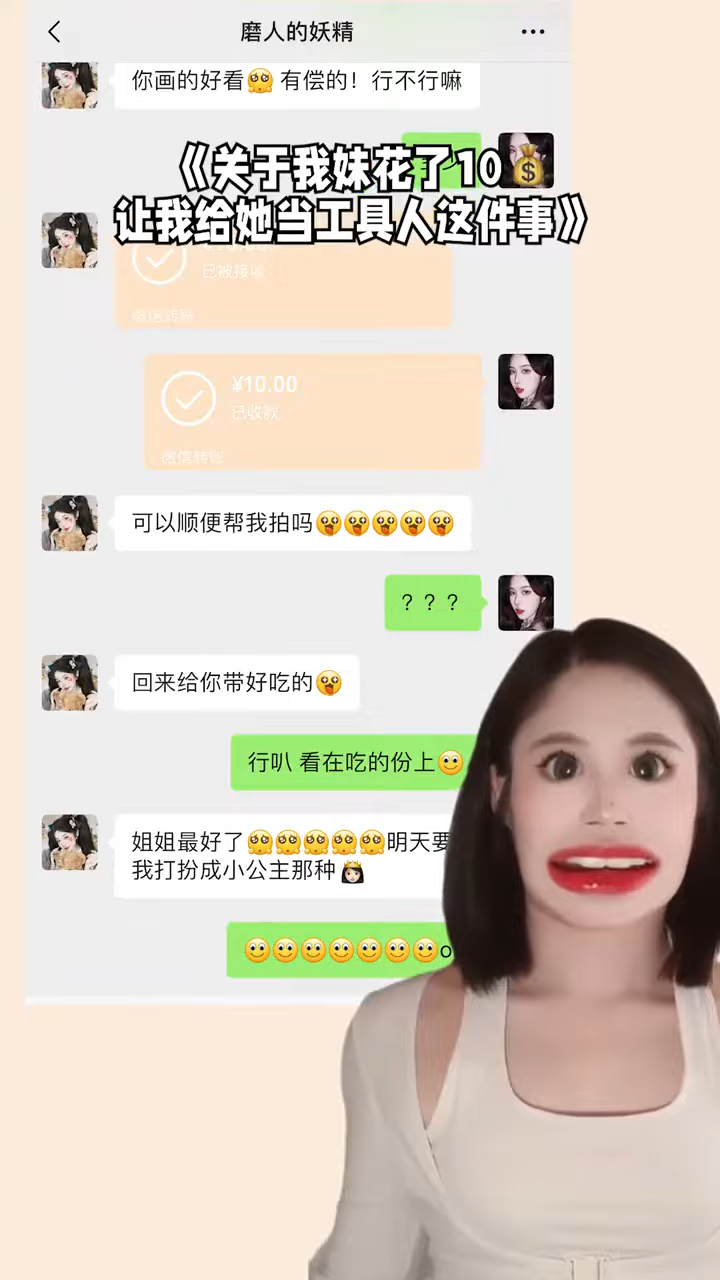 磨人的妖精
你画的好看🥺 有偿的！行不行嘛
《关于我妹花了10💰
让我给她当工具人这件事》
已被接收
微信转账
¥10.00
已收款
微信转账
可以顺便帮我拍吗😲😲😲😲😲
？？？
回来给你带好吃的😲
行叭 看在吃的份上🙂
姐姐最好了🥺🥺🥺🥺🥺明天要
我打扮成小公主那种👸🏻
🙂🙂🙂🙂🙂🙂🙂o